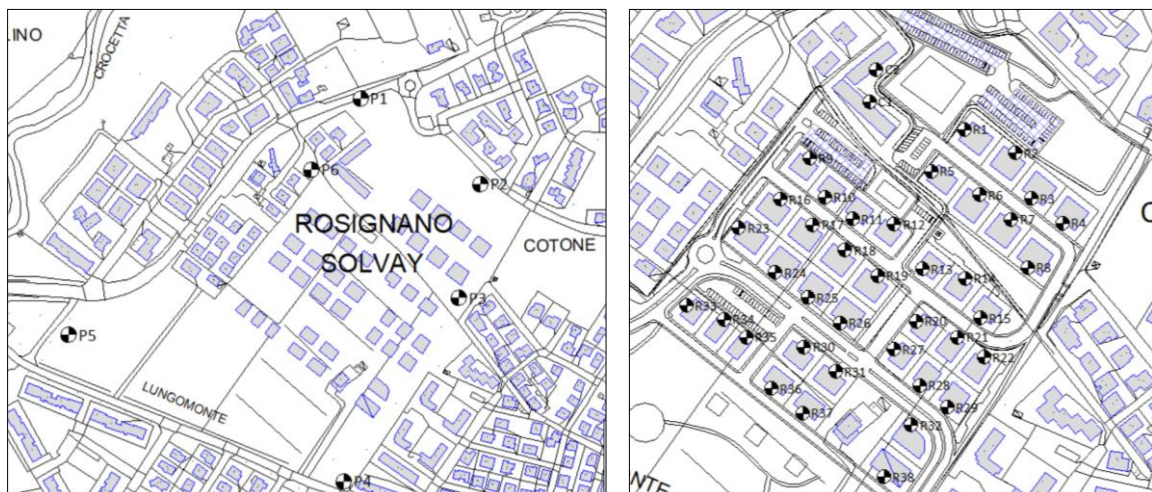 LINO
CROCETTA
P1
P6
P2
ROSIGNANO
SOLVAY
COTONE
P3
P5
LUNGOMONTE
P4
C2
C1
R1
R2
R9
R5
R16
R10
R6
R3
R11
R7
R23
R17
R12
R4
R18
R24
R19
R13
R14
R8
R25
R33
R34
R26
R20
R15
R35
R21
R30
R27
R22
R31
R36
R28
R37
R29
R32
R38
C
NTE